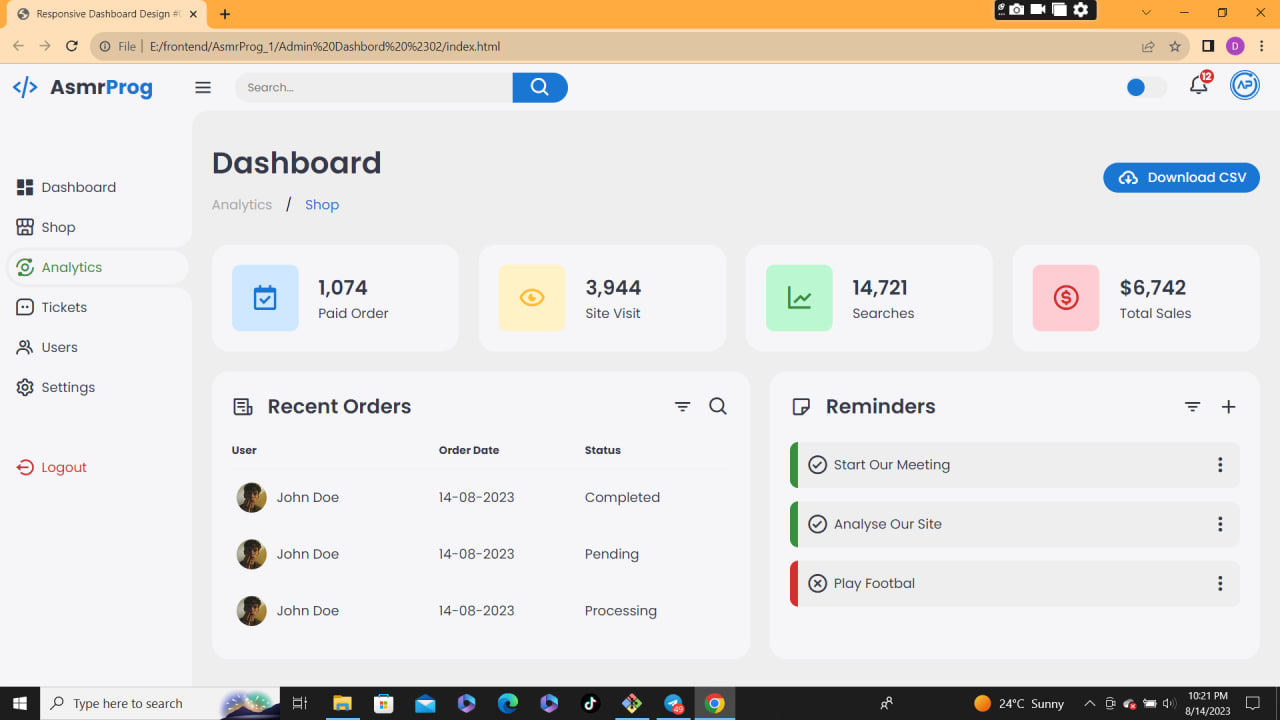 Responsive Dashboard Design #
File | E:/frontend/AsmrProg_1/Admin%20Dashbord%20%2302/index.html
D
</> AsmrProg
Search...
12
AP
Dashboard
Shop
Analytics
Tickets
Users
Settings
Logout
Dashboard
Analytics / Shop
Download CSV
1,074
Paid Order
3,944
Site Visit
14,721
Searches
$6,742
Total Sales
Recent Orders
User Order Date Status
John Doe 14-08-2023 Completed
John Doe 14-08-2023 Pending
John Doe 14-08-2023 Processing
Reminders
Start Our Meeting
Analyse Our Site
Play Footbal
Type here to search
49
24°C Sunny
10:21 PM
8/14/2023